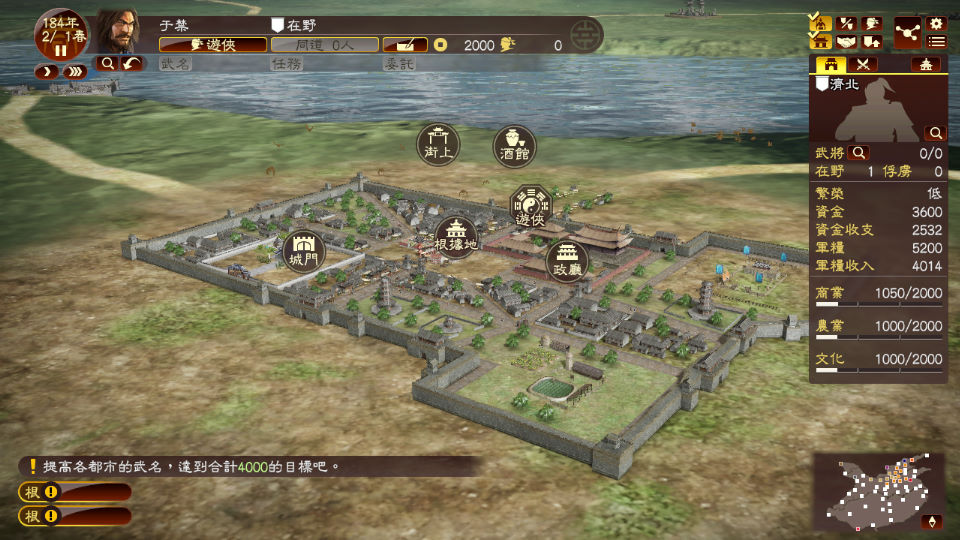 184年
2/ 1春
于禁
在野
遊俠
同道 0人
2000
0
武名
任務
委託
濟北
武將
0/0
在野 1 俘虜 0
繁榮 低
資金 3600
資金收支 2532
軍糧 5200
軍糧收入 4014
商業 1050/2000
農業 1000/2000
文化 1000/2000
街上
酒館
遊俠
根據地
城門
政廳
提高各都市的武名，達到合計4000的目標吧。
根
根